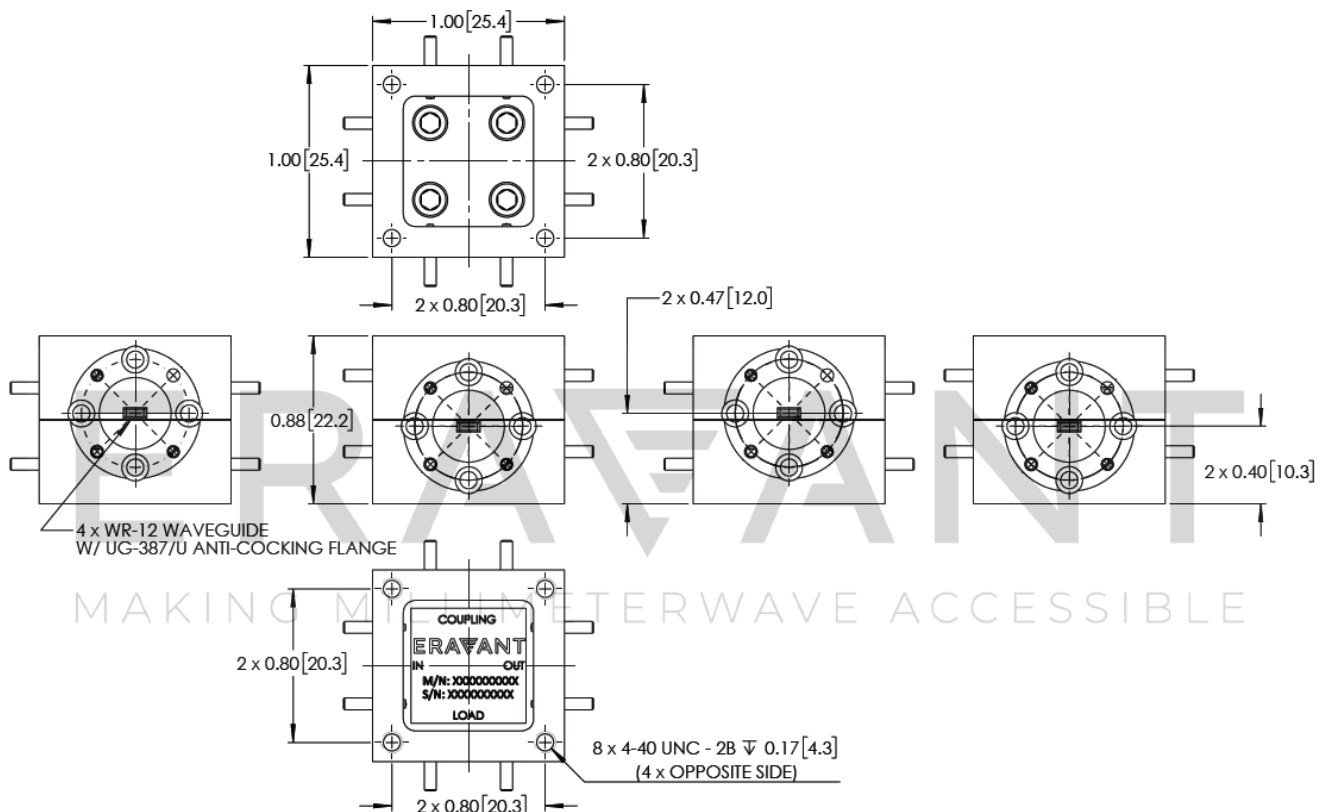 1.00[25.4]
1.00[25.4]
2 x 0.80[20.3]
2 x 0.80[20.3]
2 x 0.47[12.0]
0.88[22.2]
2 x 0.40[10.3]
4 x WR-12 WAVEGUIDE
W/ UG-387/U ANTI-COCKING FLANGE
ERAVANT
MAKING MILLIMETERWAVE ACCESSIBLE
2 x 0.80[20.3]
COUPLING
ERAVANT
IN OUT
M/N: XXXXXXXXXX
S/N: XXXXXXXXXX
LOAD
8 x 4-40 UNC - 2B ↧ 0.17[4.3]
(4 x OPPOSITE SIDE)
2 x 0.80[20.3]